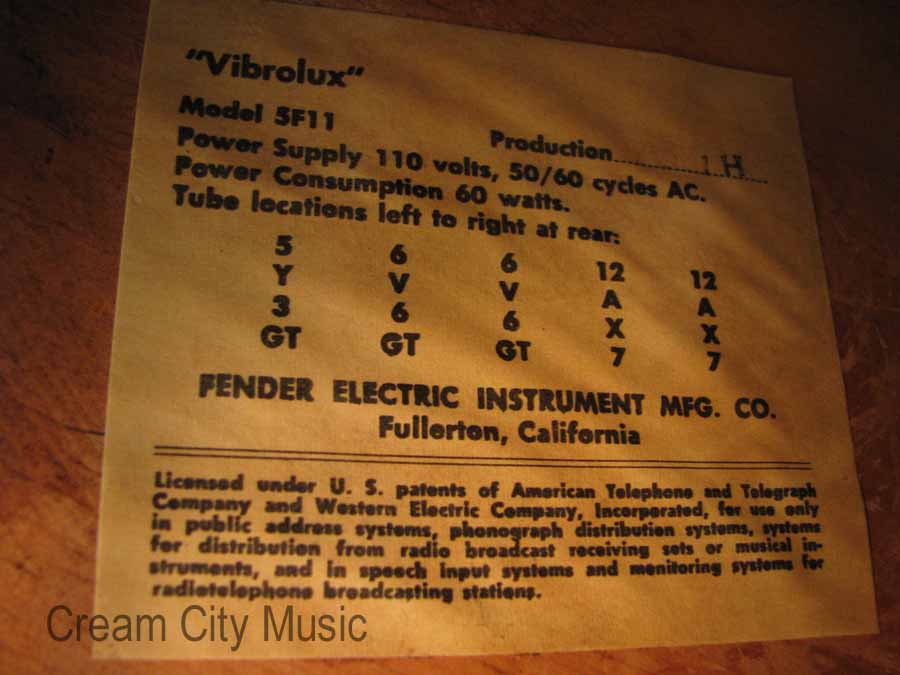 "Vibrolux"
Model 5F11
Production..............1H......
Power Supply 110 volts, 50/60 cycles AC.
Power Consumption 60 watts.
Tube locations left to right at rear:
5 6 6 12 12
Y V V A A
3 6 6 X X
GT GT GT 7 7
FENDER ELECTRIC INSTRUMENT MFG. CO.
Fullerton, California
Licensed under U. S. patents of American Telephone and Telegraph
Company and Western Electric Company, Incorporated, for use only
in public address systems, phonograph distribution systems, systems
for distribution from radio broadcast receiving sets or musical in-
struments, and in speech input systems and monitoring systems for
radiotelephone broadcasting stations.
Cream City Music